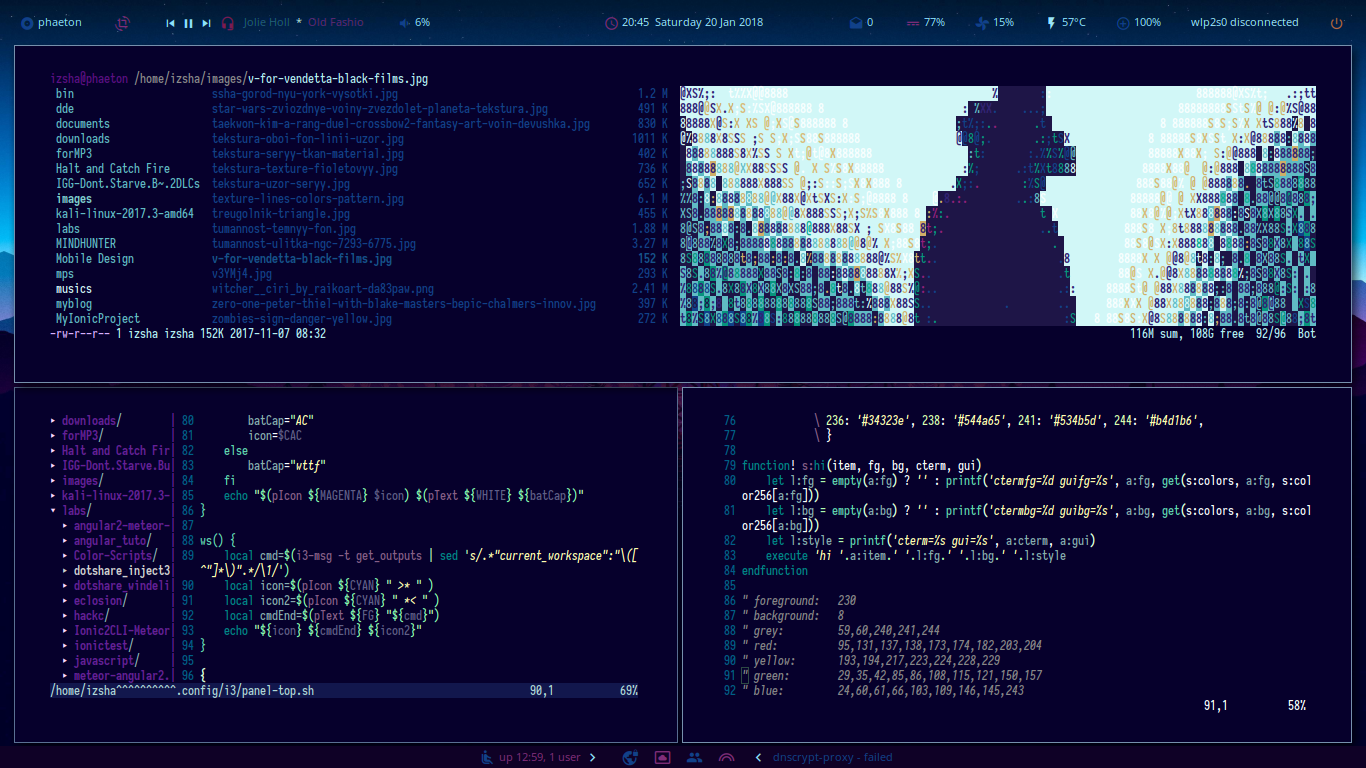 phaeton Jolie Holl * Old Fashio 6% 20:45 Saturday 20 Jan 2018 0 77% 15% 57°C 100% wlp2s0 disconnected
izsha@phaeton /home/izsha/images/v-for-vendetta-black-films.jpg
bin ssha-gorod-nyu-york-vysotki.jpg 1.2 M
dde star-wars-zviozdnye-voiny-zvezdolet-planeta-tekstura.jpg 491 K
documents taekwon-kim-a-rang-duel-crossbow2-fantasy-art-voin-devushka.jpg 830 K
downloads tekstura-oboi-fon-linii-uzor.jpg 1011 K
forMP3 tekstura-seryy-tkan-material.jpg 402 K
Halt and Catch Fire tekstura-texture-fioletovyy.jpg 736 K
IGG-Dont.Starve.B~.2DLCs tekstura-uzor-seryy.jpg 652 K
images texture-lines-colors-pattern.jpg 6.1 M
kali-linux-2017.3-amd64 treugolnik-triangle.jpg 455 K
labs tumannost-temnyy-fon.jpg 1.88 M
MINDHUNTER tumannost-ulitka-ngc-7293-6775.jpg 3.27 M
Mobile Design v-for-vendetta-black-films.jpg 152 K
mps v3YMj4.jpg 293 K
musics witcher__ciri_by_raikoart-da83paw.png 2.41 M
myblog zero-one-peter-thiel-with-blake-masters-bepic-chalmers-innov.jpg 397 K
MyIonicProject zombies-sign-danger-yellow.jpg 272 K
-rw-r--r-- 1 izsha izsha 152K 2017-11-07 08:32 116M sum, 108G free 92/96 Bot
▸ downloads/ | 80 batCap="AC"
▸ forMP3/ | 81 icon=$CAC
▸ Halt and Catch Fir| 82 else
▸ IGG-Dont.Starve.Bu| 83 batCap="wttf"
▸ images/ | 84 fi
▸ kali-linux-2017.3-| 85 echo "$(pIcon ${MAGENTA} $icon) $(pText ${WHITE} ${batCap})"
▾ labs/ | 86 }
▸ angular2-meteor-| 87
▸ angular_tuto/ | 88 ws() {
▸ Color-Scripts/ | 89 local cmd=$(i3-msg -t get_outputs | sed 's/.*"current_workspace":"\([
▸ dotshare_inject3| ^"]*\)".*/\1/')
▸ dotshare_windeli| 90 local icon=$(pIcon ${CYAN} " >* " )
▸ eclosion/ | 91 local icon2=$(pIcon ${CYAN} " *< " )
▸ hackc/ | 92 local cmdEnd=$(pText ${FG} "${cmd}")
▸ Ionic2CLI-Meteor| 93 echo "${icon} ${cmdEnd} ${icon2}"
▸ ionictest/ | 94 }
▸ javascript/ | 95
▸ meteor-angular2.| 96 {
/home/izsha^^^^^^^^^^.config/i3/panel-top.sh 90,1 69%
76 \ 236: '#34323e', 238: '#544a65', 241: '#534b5d', 244: '#b4d1b6',
77 \ }
78
79 function! s:hi(item, fg, bg, cterm, gui)
80 let l:fg = empty(a:fg) ? '' : printf('ctermfg=%d guifg=%s', a:fg, get(s:colors, a:fg, s:col
or256[a:fg]))
81 let l:bg = empty(a:bg) ? '' : printf('ctermbg=%d guibg=%s', a:bg, get(s:colors, a:bg, s:col
or256[a:bg]))
82 let l:style = printf('cterm=%s gui=%s', a:cterm, a:gui)
83 execute 'hi '.a:item.' '.l:fg.' '.l:bg.' '.l:style
84 endfunction
85
86 " foreground: 230
87 " background: 8
88 " grey: 59,60,240,241,244
89 " red: 95,131,137,138,173,174,182,203,204
90 " yellow: 193,194,217,223,224,228,229
91 " green: 29,35,42,85,86,108,115,121,150,157
92 " blue: 24,60,61,66,103,109,146,145,243
91,1 58%
up 12:59, 1 user dnscrypt-proxy - failed